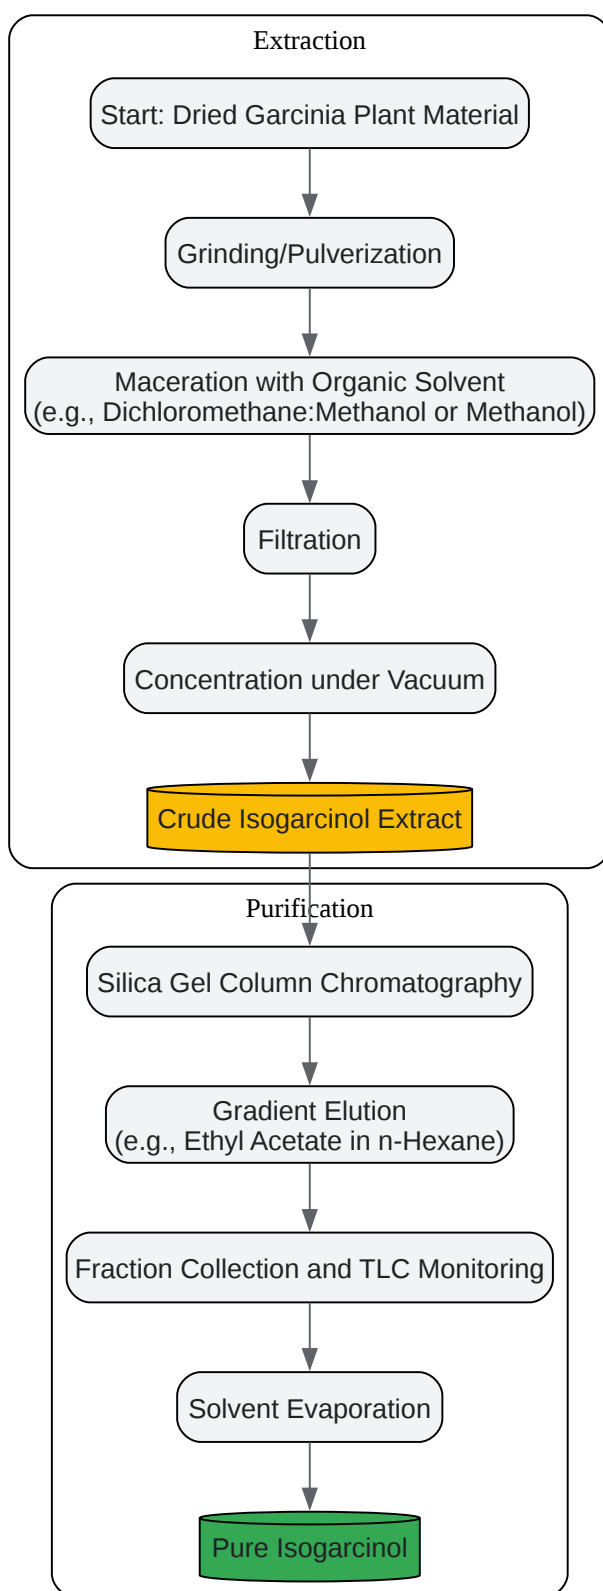 Extraction
Start: Dried Garcinia Plant Material
Grinding/Pulverization
Maceration with Organic Solvent
(e.g., Dichloromethane:Methanol or Methanol)
Filtration
Concentration under Vacuum
Crude Isogarcinol Extract
Purification
Silica Gel Column Chromatography
Gradient Elution
(e.g., Ethyl Acetate in n-Hexane)
Fraction Collection and TLC Monitoring
Solvent Evaporation
Pure Isogarcinol